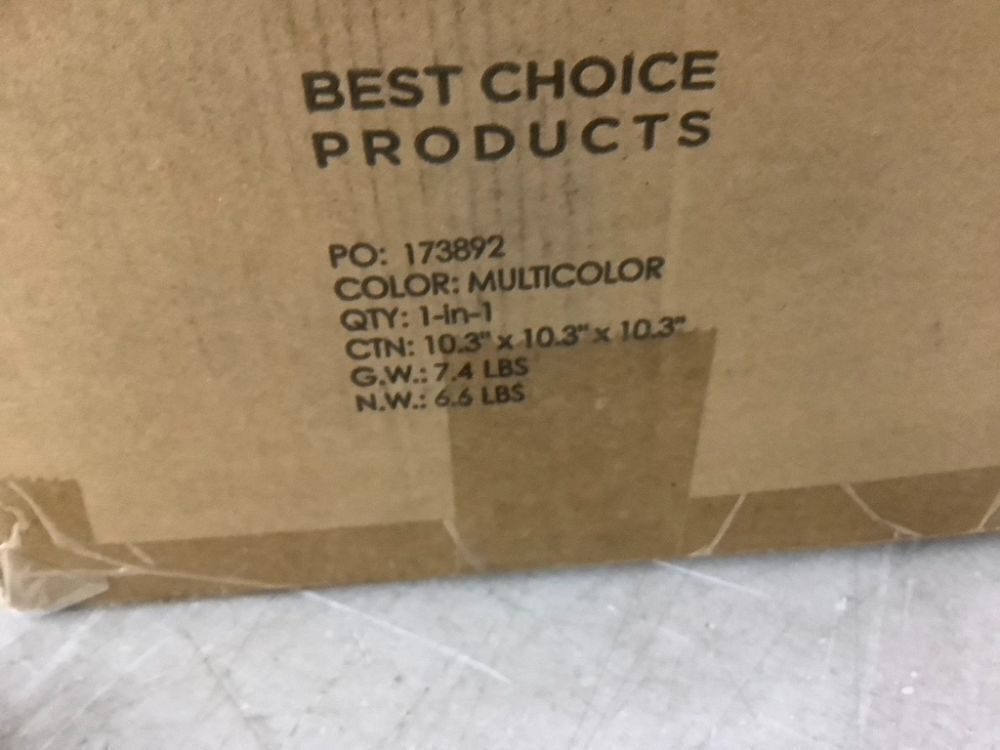 BEST CHOICE
PRODUCTS
PO: 173892
COLOR: MULTICOLOR
QTY: 1-in-1
CTN: 10.3" x 10.3" x 10.3"
G.W.: 7.4 LBS
N.W.: 6.6 LBS